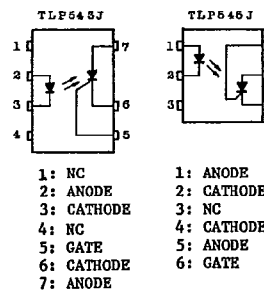 TLP543J TLP545J
1 7
2
3 6
4 5
1
2
3
1: NC
2: ANODE
3: CATHODE
4: NC
5: GATE
6: CATHODE
7: ANODE
1: ANODE
2: CATHODE
3: NC
4: CATHODE
5: ANODE
6: GATE